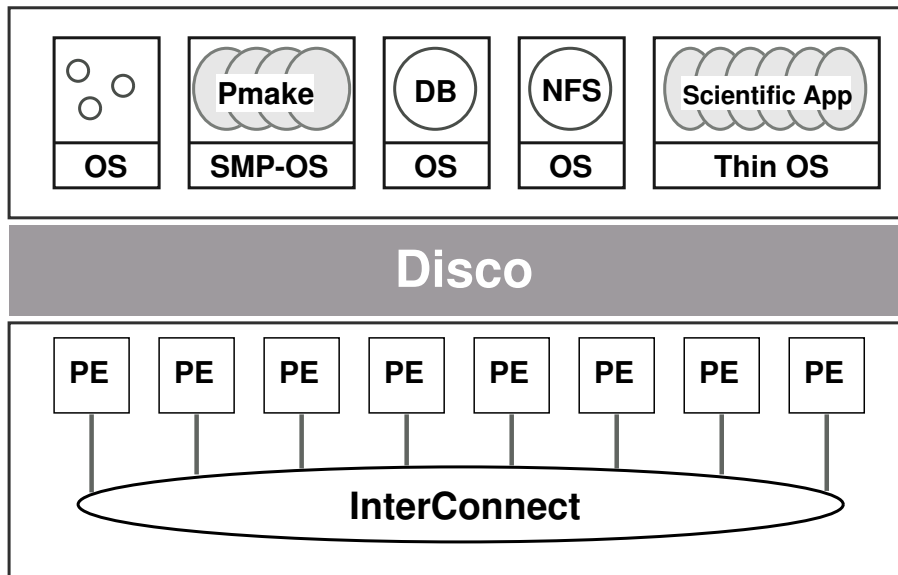 Pmake
DB
NFS
Scientific App
OS
SMP-OS
OS
OS
Thin OS
Disco
PE
PE
PE
PE
PE
PE
PE
PE
InterConnect